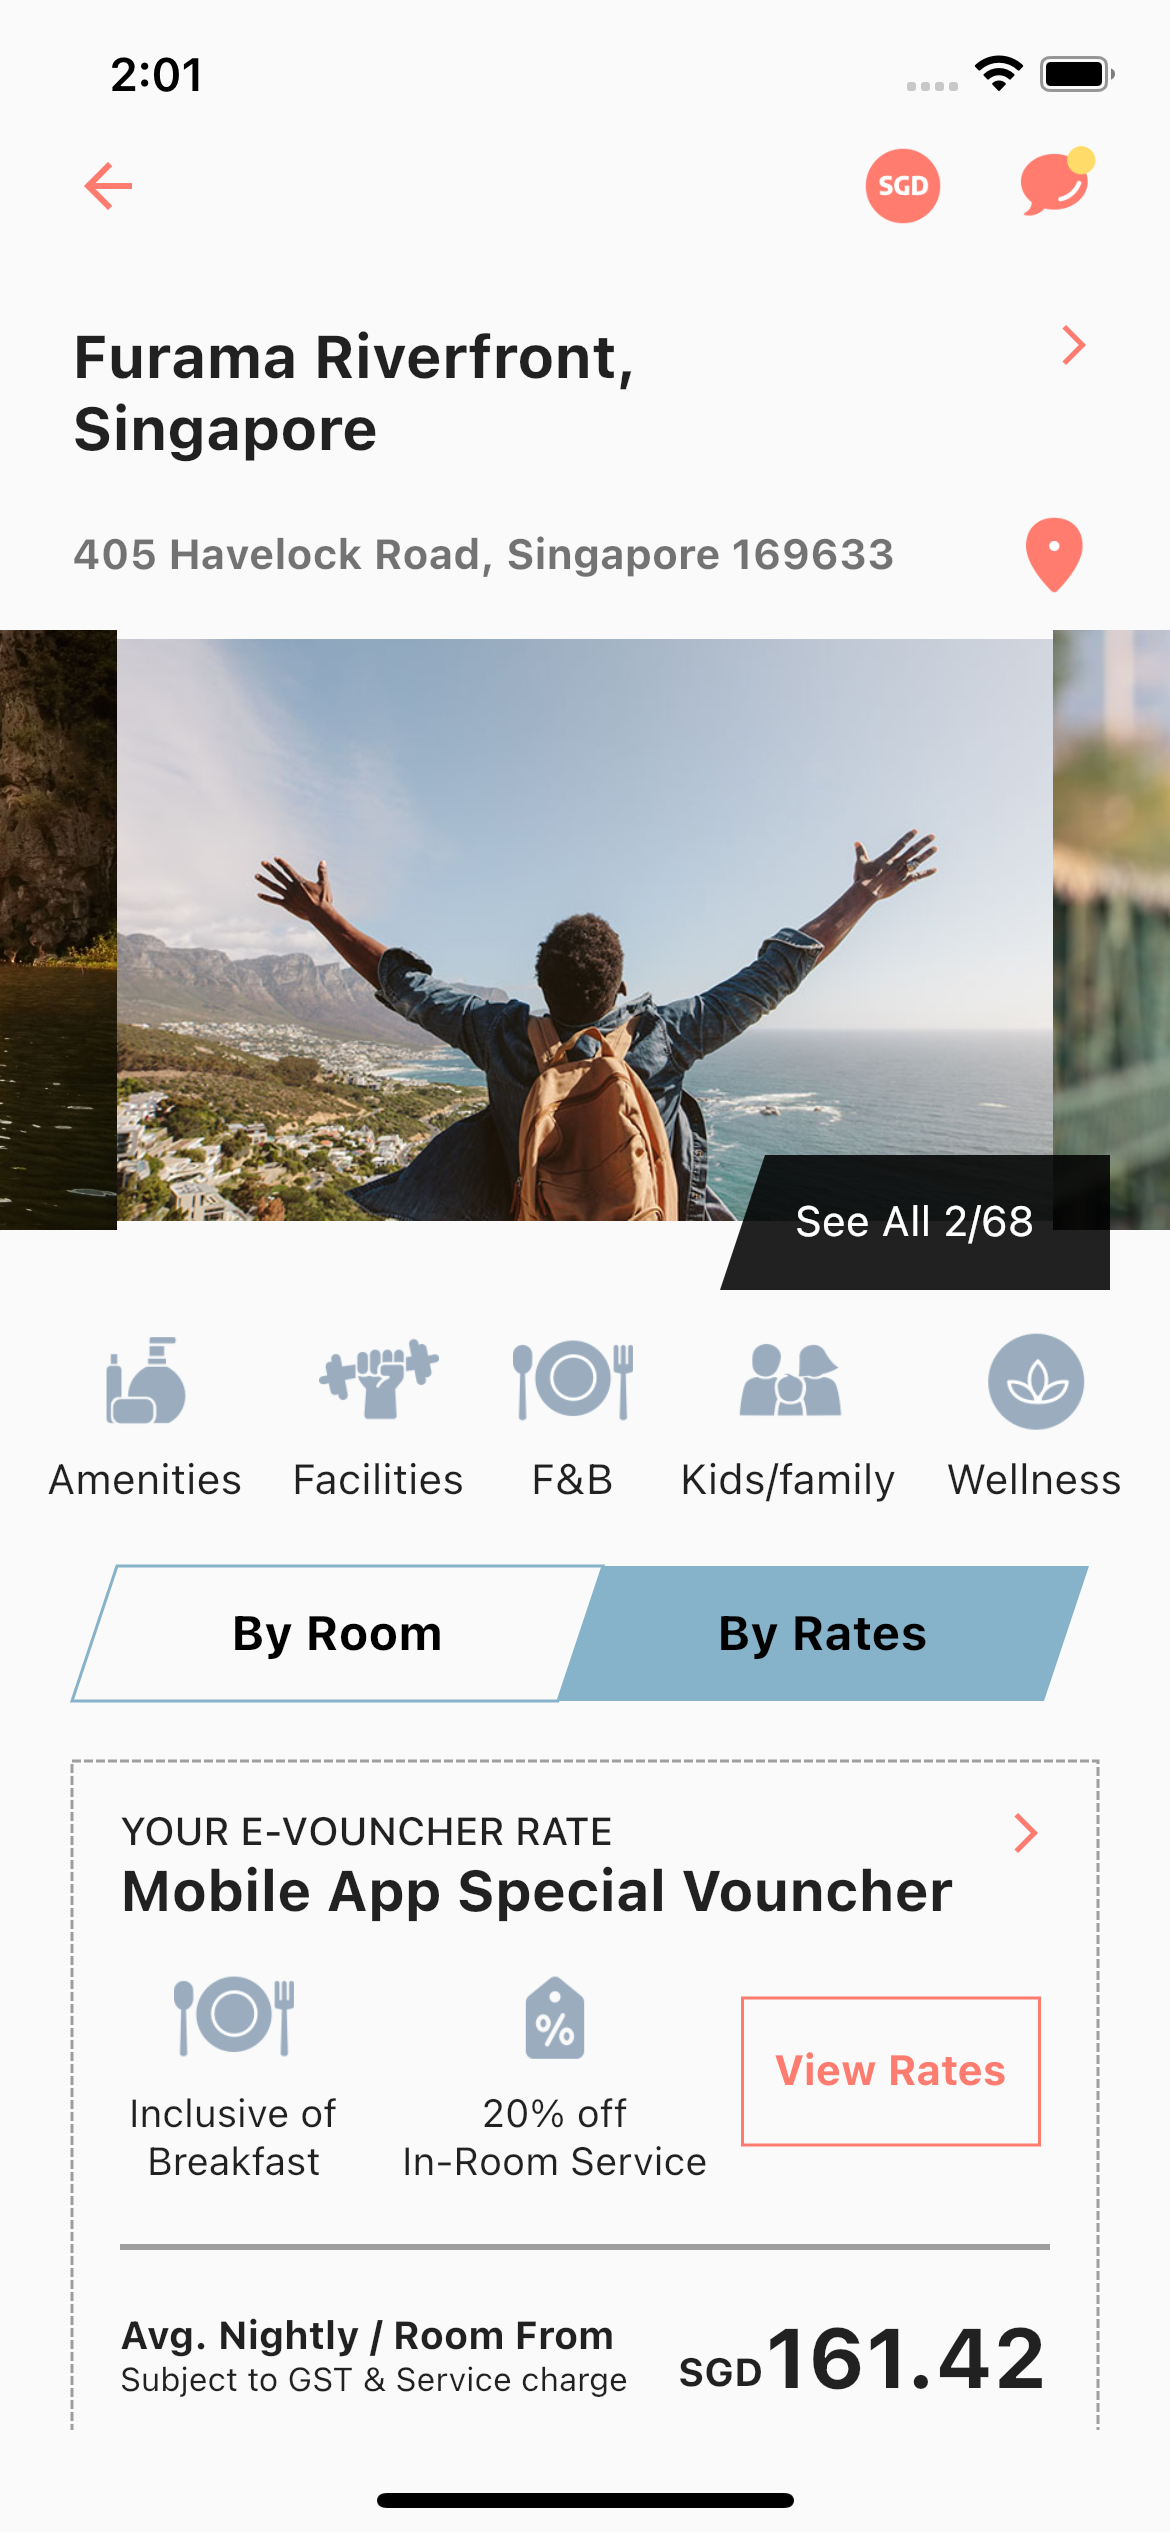 2:01
SGD
Furama Riverfront,
Singapore
405 Havelock Road, Singapore 169633
See All 2/68
Amenities
Facilities
F&B
Kids/family
Wellness
By Room
By Rates
YOUR E-VOUNCHER RATE
Mobile App Special Vouncher
%
Inclusive of
Breakfast
20% off
In-Room Service
View Rates
Avg. Nightly / Room From
Subject to GST & Service charge
SGD161.42